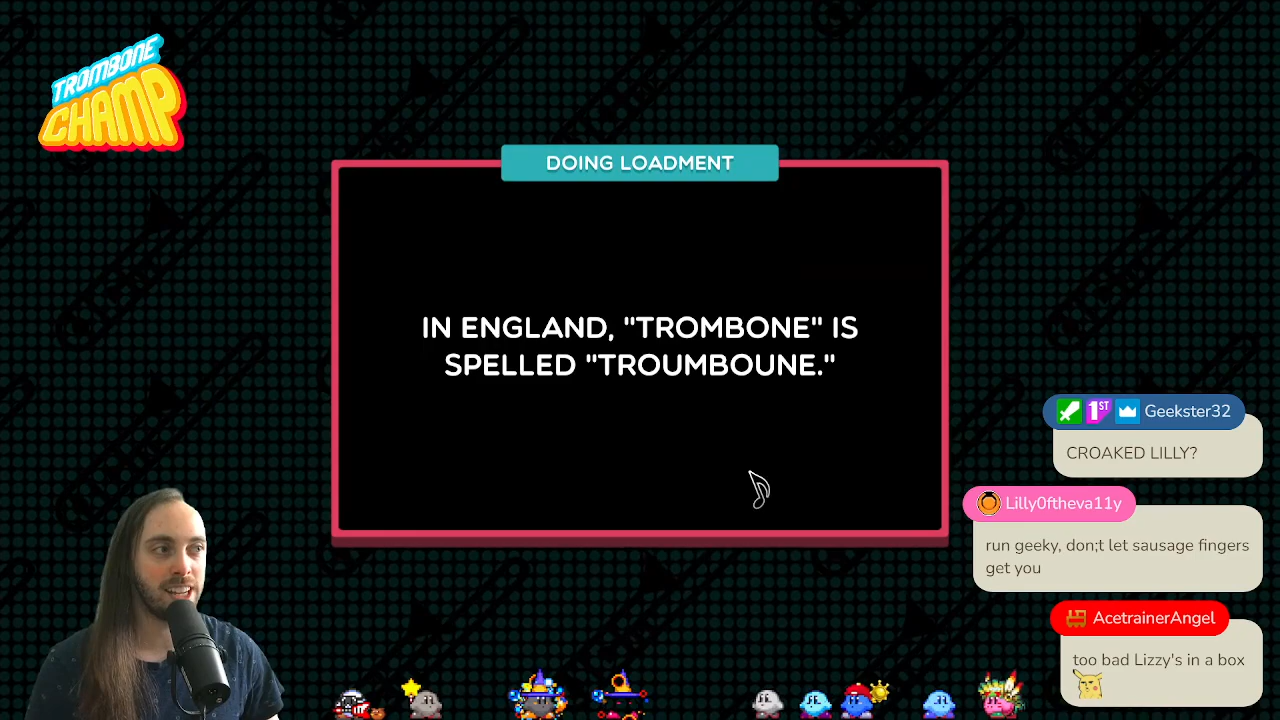 TROMBONE
CHAMP
DOING LOADMENT
IN ENGLAND, "TROMBONE" IS
SPELLED "TROUMBOUNE."
1ST Geekster32
CROAKED LILLY?
Lilly0ftheva11y
run geeky, don;t let sausage fingers
get you
AcetrainerAngel
too bad Lizzy's in a box